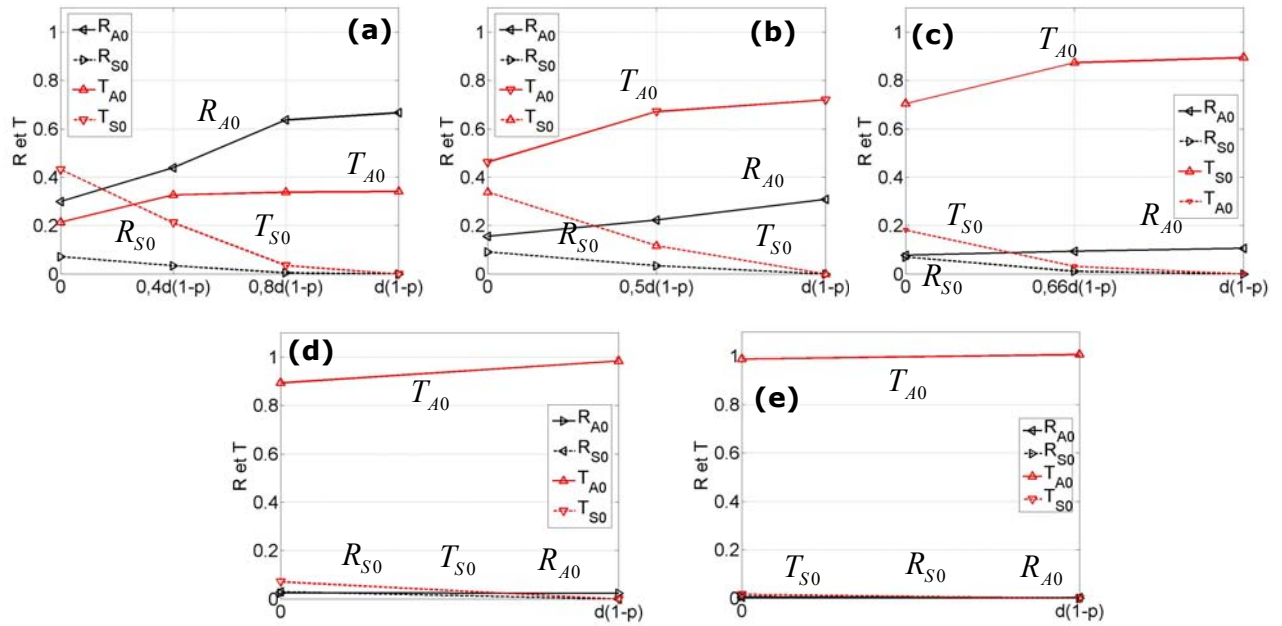 (a)
R et T
1
0.8
0.6
0.4
0.2
0
R_A0
R_S0
T_A0
T_S0
R_A0
T_A0
R_S0
T_S0
0
0,4d(1-p)
0,8d(1-p)
d(1-p)
(b)
R et T
1
0.8
0.6
0.4
0.2
0
R_A0
R_S0
T_A0
T_S0
T_A0
R_A0
R_S0
T_S0
0
0,5d(1-p)
d(1-p)
(c)
R et T
1
0.8
0.6
0.4
0.2
0
T_A0
R_A0
R_S0
T_S0
T_A0
T_S0
R_A0
R_S0
0
0,66d(1-p)
d(1-p)
(d)
R et T
1
0.8
0.6
0.4
0.2
0
T_A0
R_A0
R_S0
T_A0
T_S0
R_S0
T_S0
R_A0
0
d(1-p)
(e)
R et T
1
0.8
0.6
0.4
0.2
0
T_A0
R_A0
R_S0
T_A0
T_S0
T_S0
R_S0
R_A0
0
d(1-p)